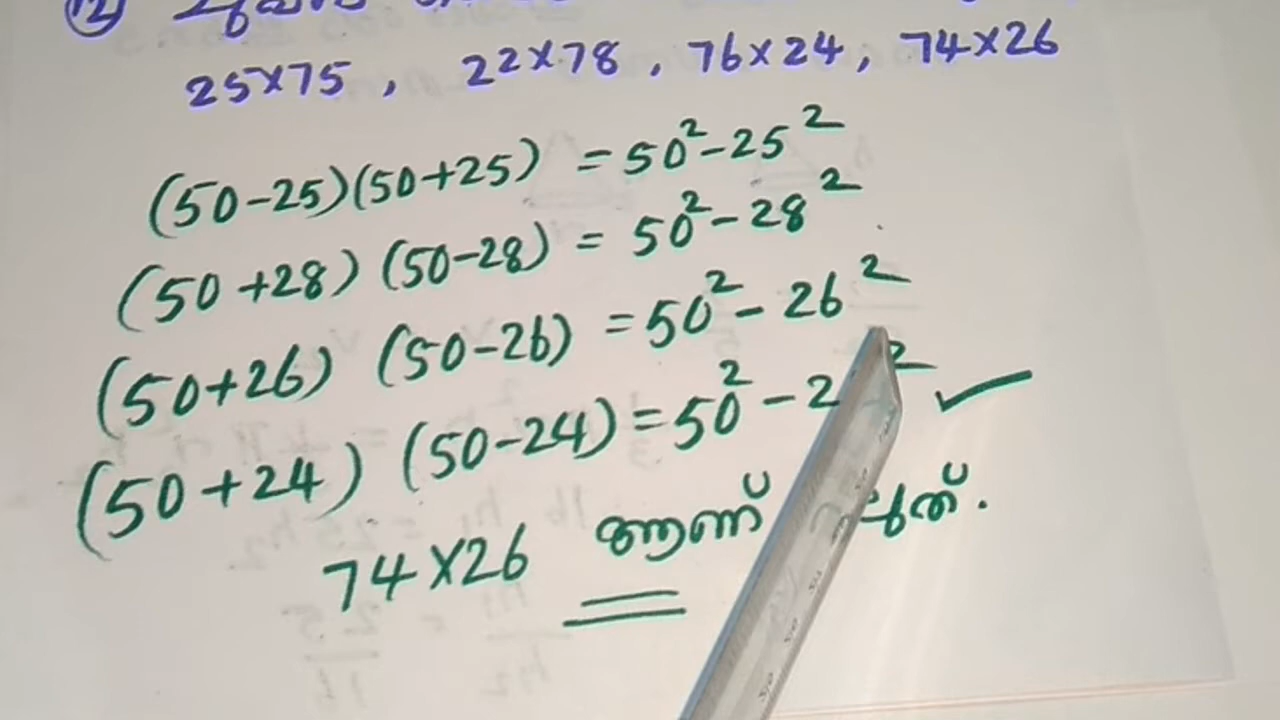 12
25×75 , 22×78 , 76×24 , 74×26
(50-25)(50+25) = 50²-25²
(50+28) (50-28) = 50²-28²
(50+26) (50-26) = 50²-26²
(50+24) (50-24) = 50²-2
74×26 ആണ്